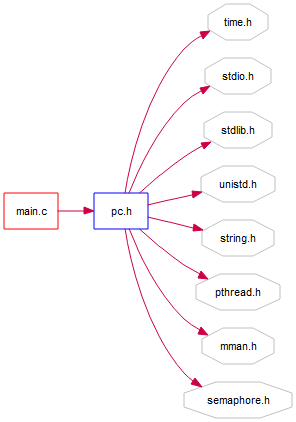 time.h
stdio.h
stdlib.h
unistd.h
main.c
pc.h
string.h
pthread.h
mman.h
semaphore.h